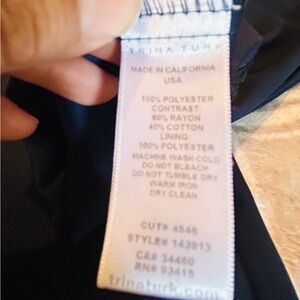 TRINA TURK
MADE IN CALIFORNIA
USA
100% POLYESTER
CONTRAST:
60% RAYON
40% COTTON
LINING:
100% POLYESTER
MACHINE WASH COLD
DO NOT BLEACH
DO NOT TUMBLE DRY
WARM IRON
DRY CLEAN
CUT# 4546
STYLE# 143913
CA# 34460
RN# 93415
trinaturk.com